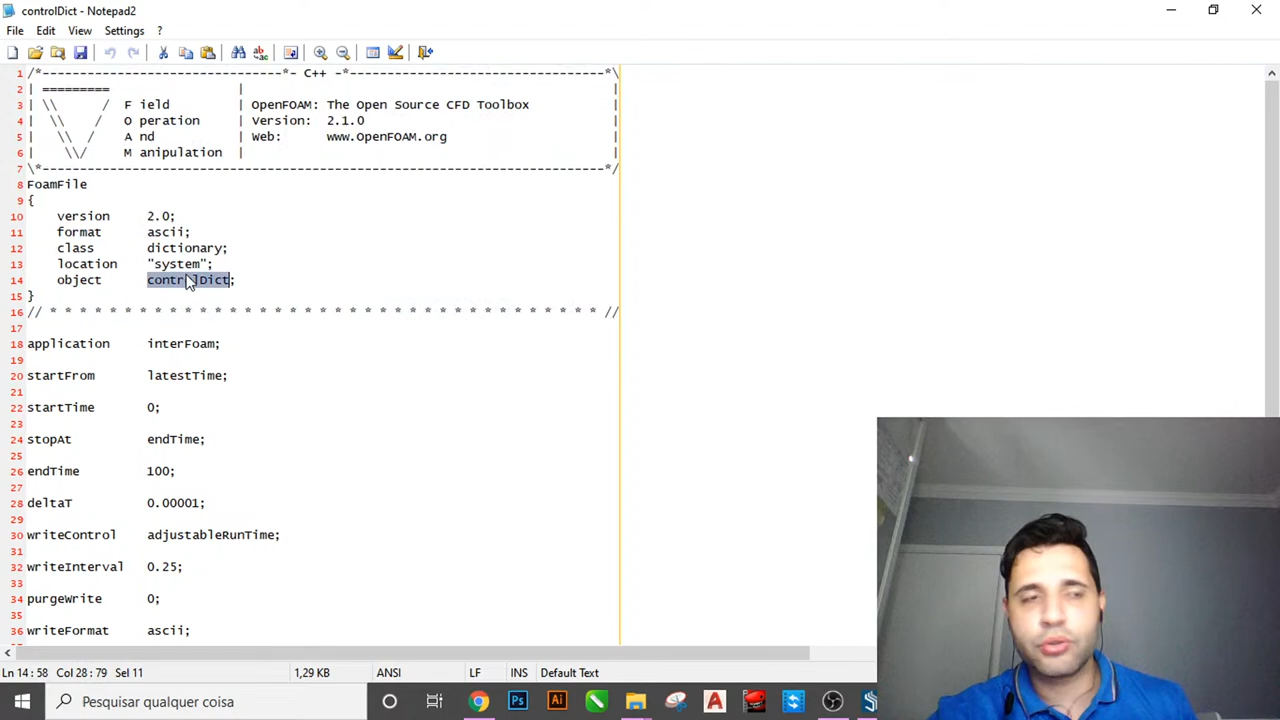 controlDict - Notepad2
File Edit View Settings ?
1 /*--------------------------------*- C++ -*----------------------------------*\
2 | ========= | |
3 | \\ / F ield | OpenFOAM: The Open Source CFD Toolbox |
4 | \\ / O peration | Version: 2.1.0 |
5 | \\ / A nd | Web: www.OpenFOAM.org |
6 | \\/ M anipulation | |
7 \*---------------------------------------------------------------------------*/
8 FoamFile
9 {
10 version 2.0;
11 format ascii;
12 class dictionary;
13 location "system";
14 object controlDict;
15 }
16 // * * * * * * * * * * * * * * * * * * * * * * * * * * * * * * * * * * * * * //
17
18 application interFoam;
19
20 startFrom latestTime;
21
22 startTime 0;
23
24 stopAt endTime;
25
26 endTime 100;
27
28 deltaT 0.00001;
29
30 writeControl adjustableRunTime;
31
32 writeInterval 0.25;
33
34 purgeWrite 0;
35
36 writeFormat ascii;
Ln 14:58 Col 28:79 Sel 11 1,29 KB ANSI LF INS Default Text
Pesquisar qualquer coisa
Ps
Ai
A